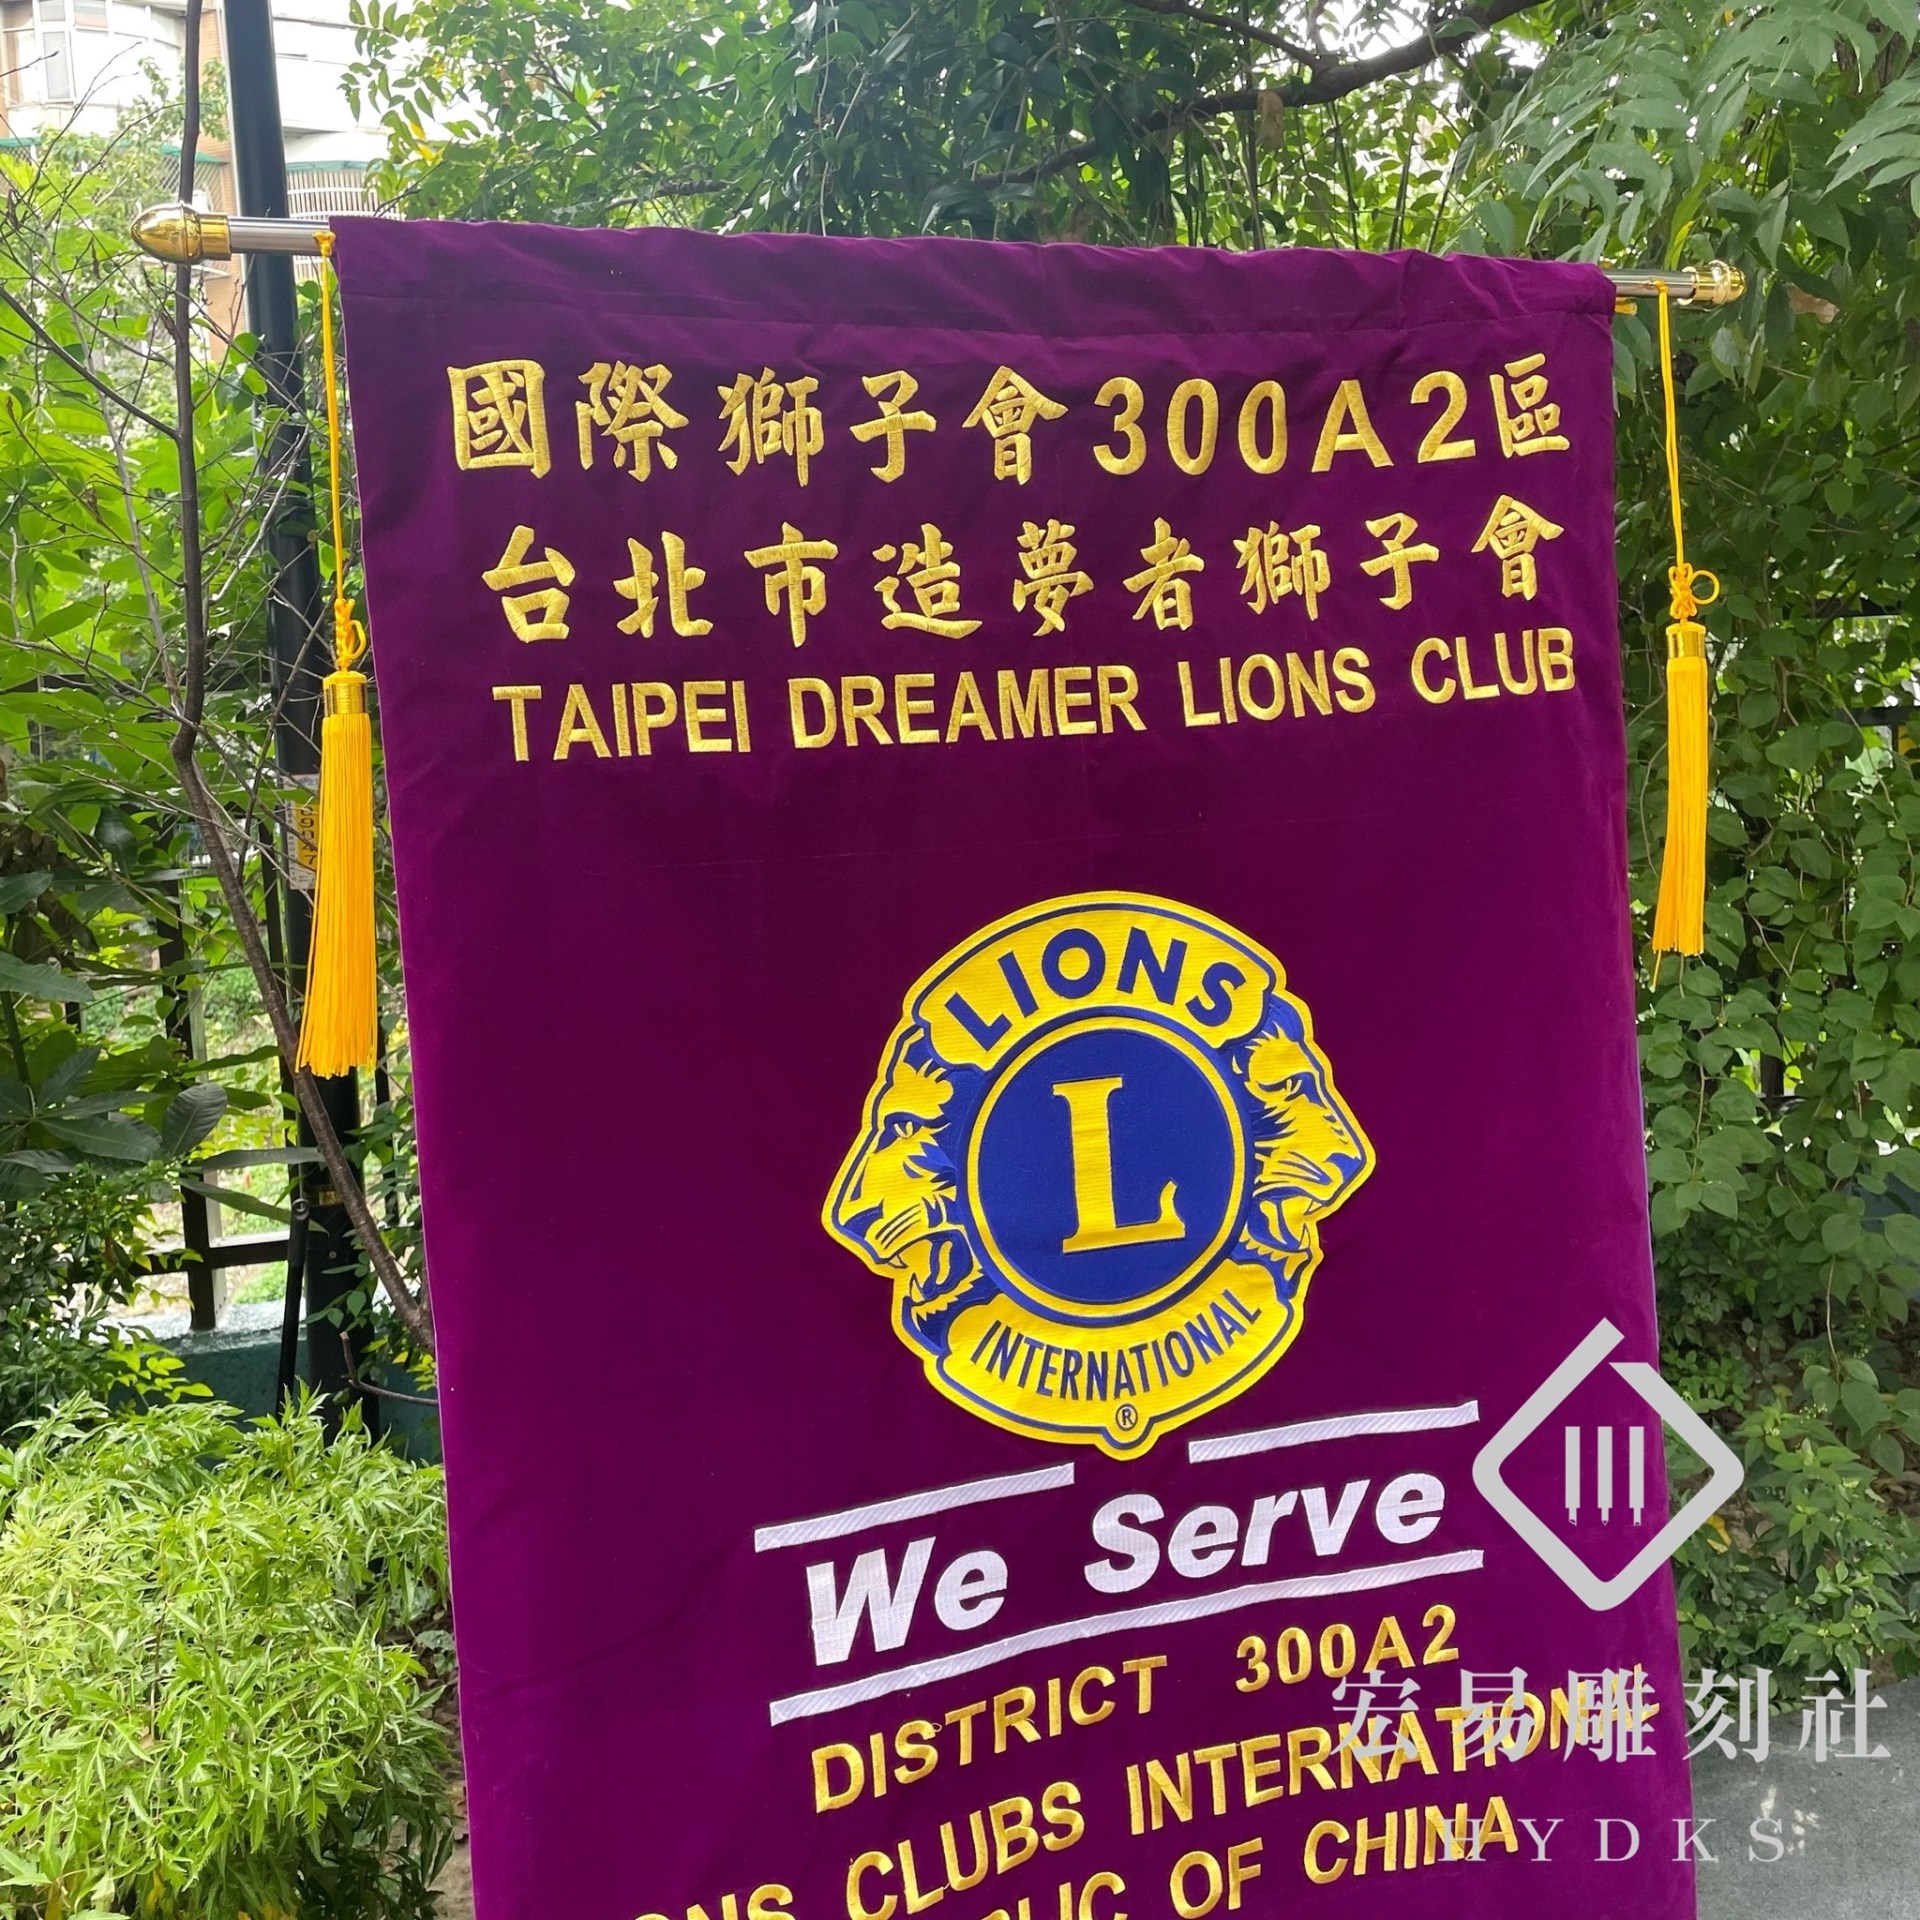 國際獅子會300A2區
台北市造夢者獅子會
TAIPEI DREAMER LIONS CLUB
LIONS
L
INTERNATIONAL
®
We Serve
DISTRICT 300A2
CLUBS INTERNATIONAL
OF CHINA
宏易雕刻社
HYDKS